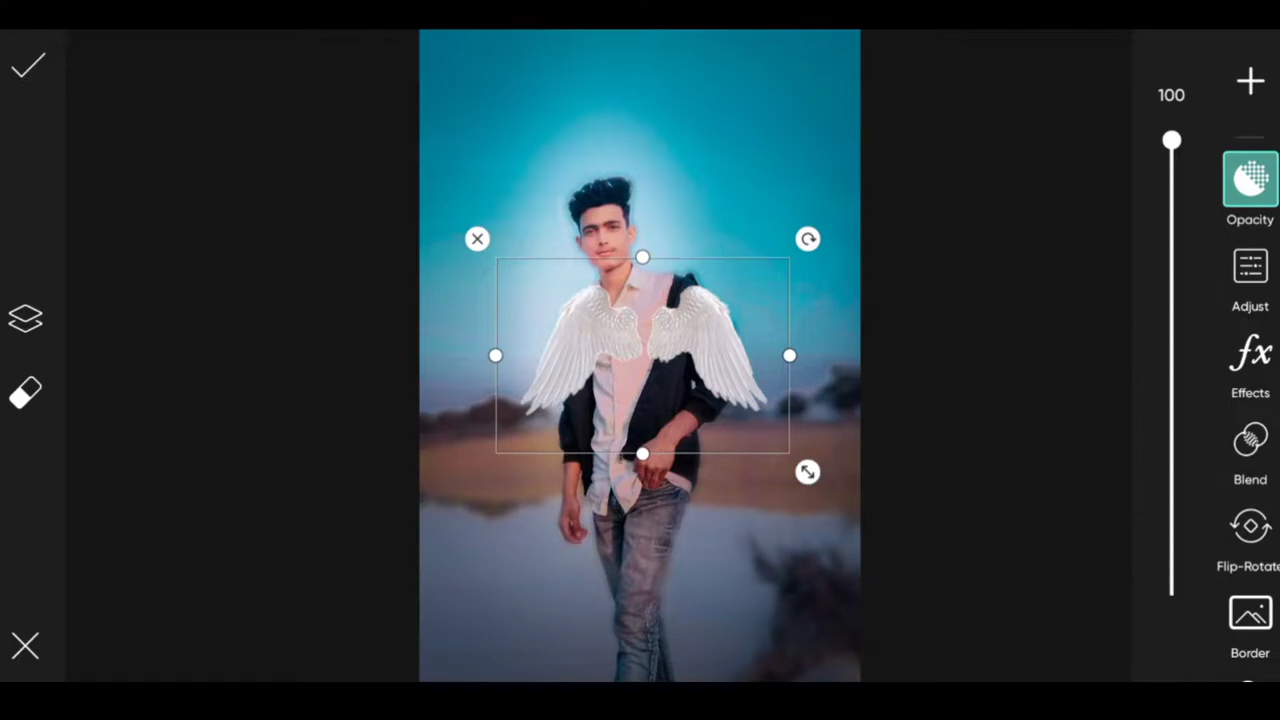 100
Opacity
Adjust
fx
Effects
Blend
Flip-Rotate
Border